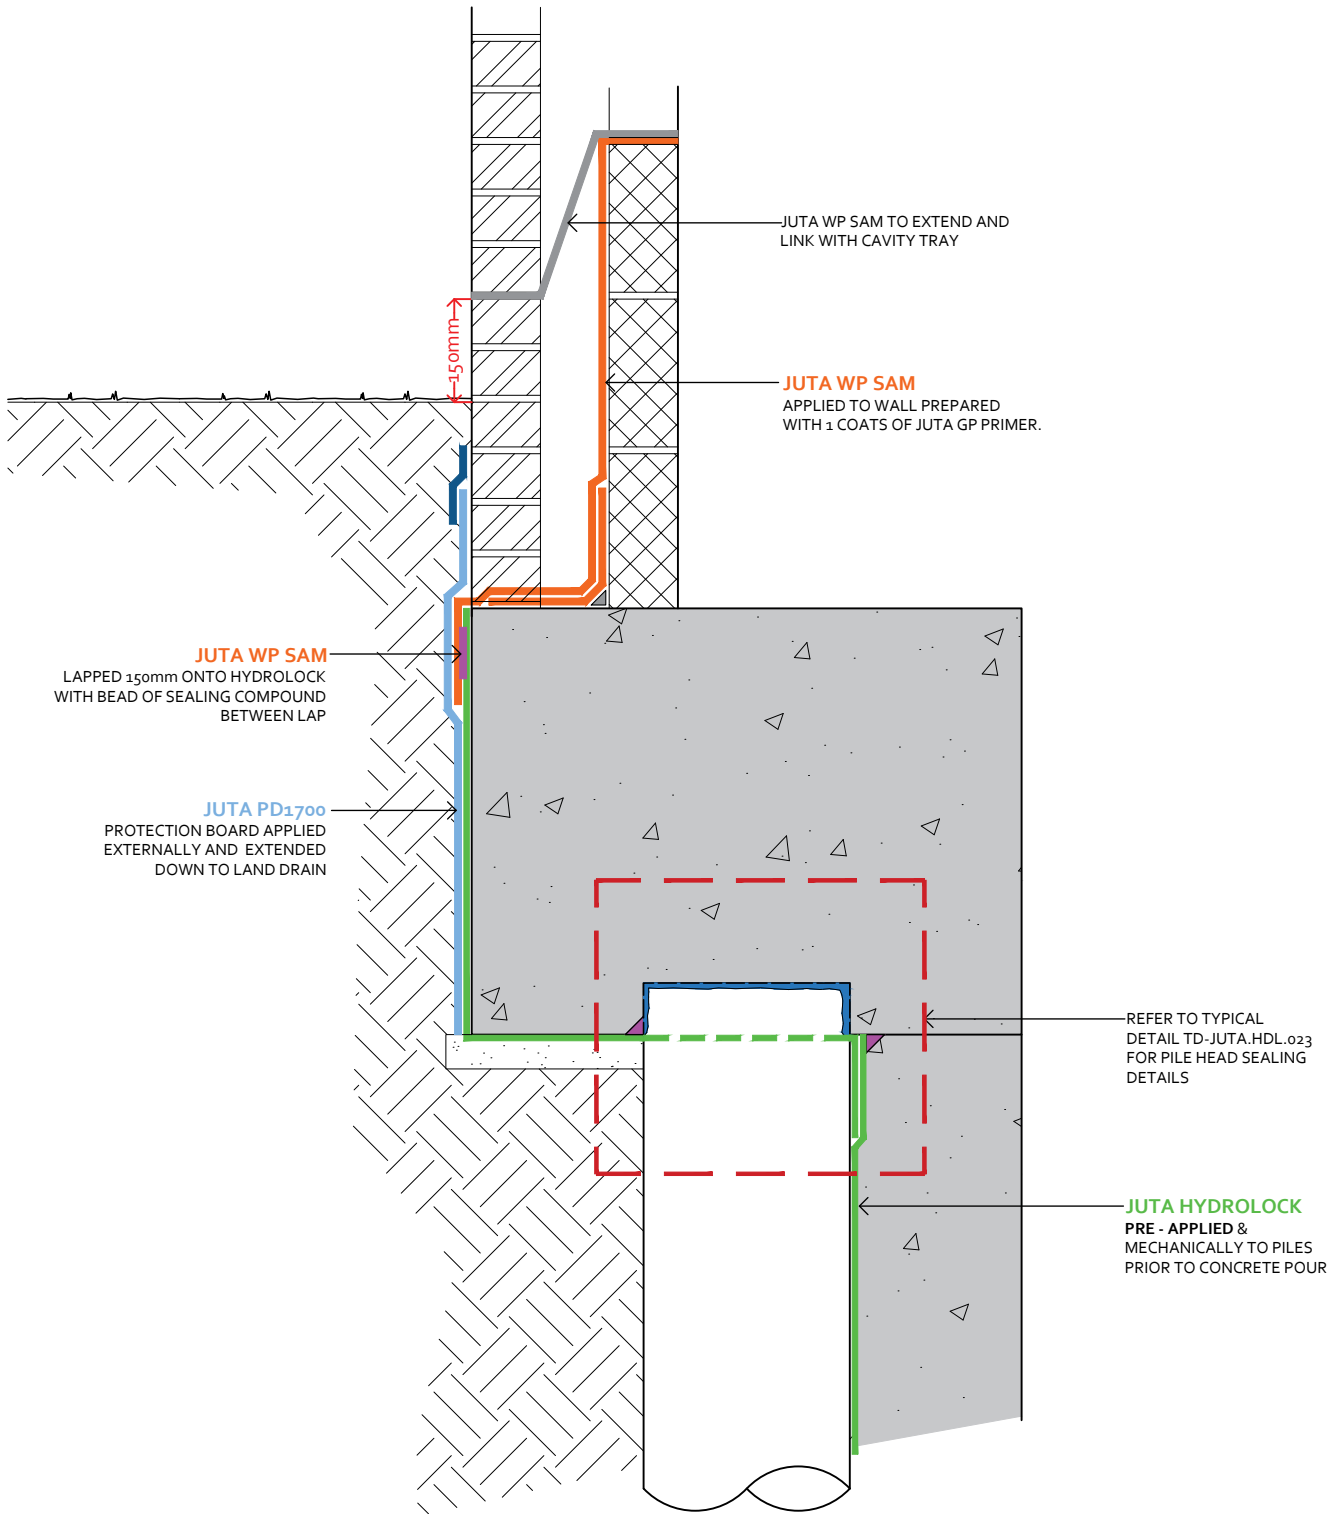 JUTA WP SAM TO EXTEND AND
LINK WITH CAVITY TRAY
150mm
JUTA WP SAM
APPLIED TO WALL PREPARED
WITH 1 COATS OF JUTA GP PRIMER.
JUTA WP SAM
LAPPED 150mm ONTO HYDROLOCK
WITH BEAD OF SEALING COMPOUND
BETWEEN LAP
JUTA PD1700
PROTECTION BOARD APPLIED
EXTERNALLY AND EXTENDED
DOWN TO LAND DRAIN
REFER TO TYPICAL
DETAIL TD-JUTA.HDL.023
FOR PILE HEAD SEALING
DETAILS
JUTA HYDROLOCK
PRE - APPLIED &
MECHANICALLY TO PILES
PRIOR TO CONCRETE POUR